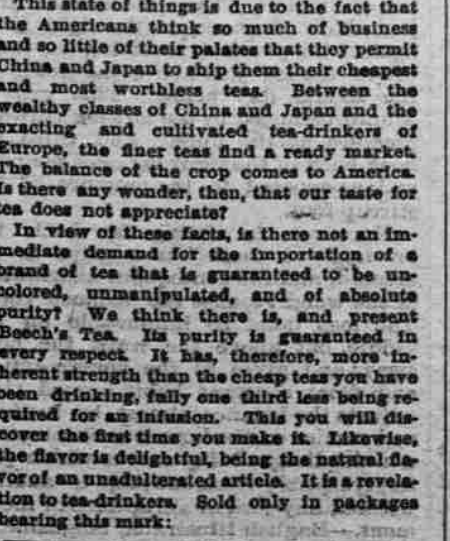 This state of things is due to the fact that
the Americans think so much of business
and so little of their palates that they permit
China and Japan to ship them their cheapest
and most worthless teas. Between the
wealthy classes of China and Japan and the
exacting and cultivated tea-drinkers of
Europe, the finer teas find a ready market.
The balance of the crop comes to America.
Is there any wonder, then, that our taste for
tea does not appreciate?
In view of these facts, is there not an im-
mediate demand for the importation of a
brand of tea that is guaranteed to be un-
colored, unmanipulated, and of absolute
purity? We think there is, and present
Beech's Tea. Its purity is guaranteed in
every respect. It has, therefore, more in-
herent strength than the cheap teas you have
been drinking, fully one third less being re-
quired for an infusion. This you will dis-
cover the first time you make it. Likewise,
the flavor is delightful, being the natural fla-
vor of an unadulterated article. It is a revela-
tion to tea-drinkers. Sold only in packages
bearing this mark: